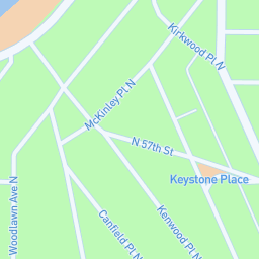 Kirkwood Pl N
McKinley Pl N
N 57th St
Keystone Place
Woodlawn Ave N
Canfield Pl N
Kenwood Pl N